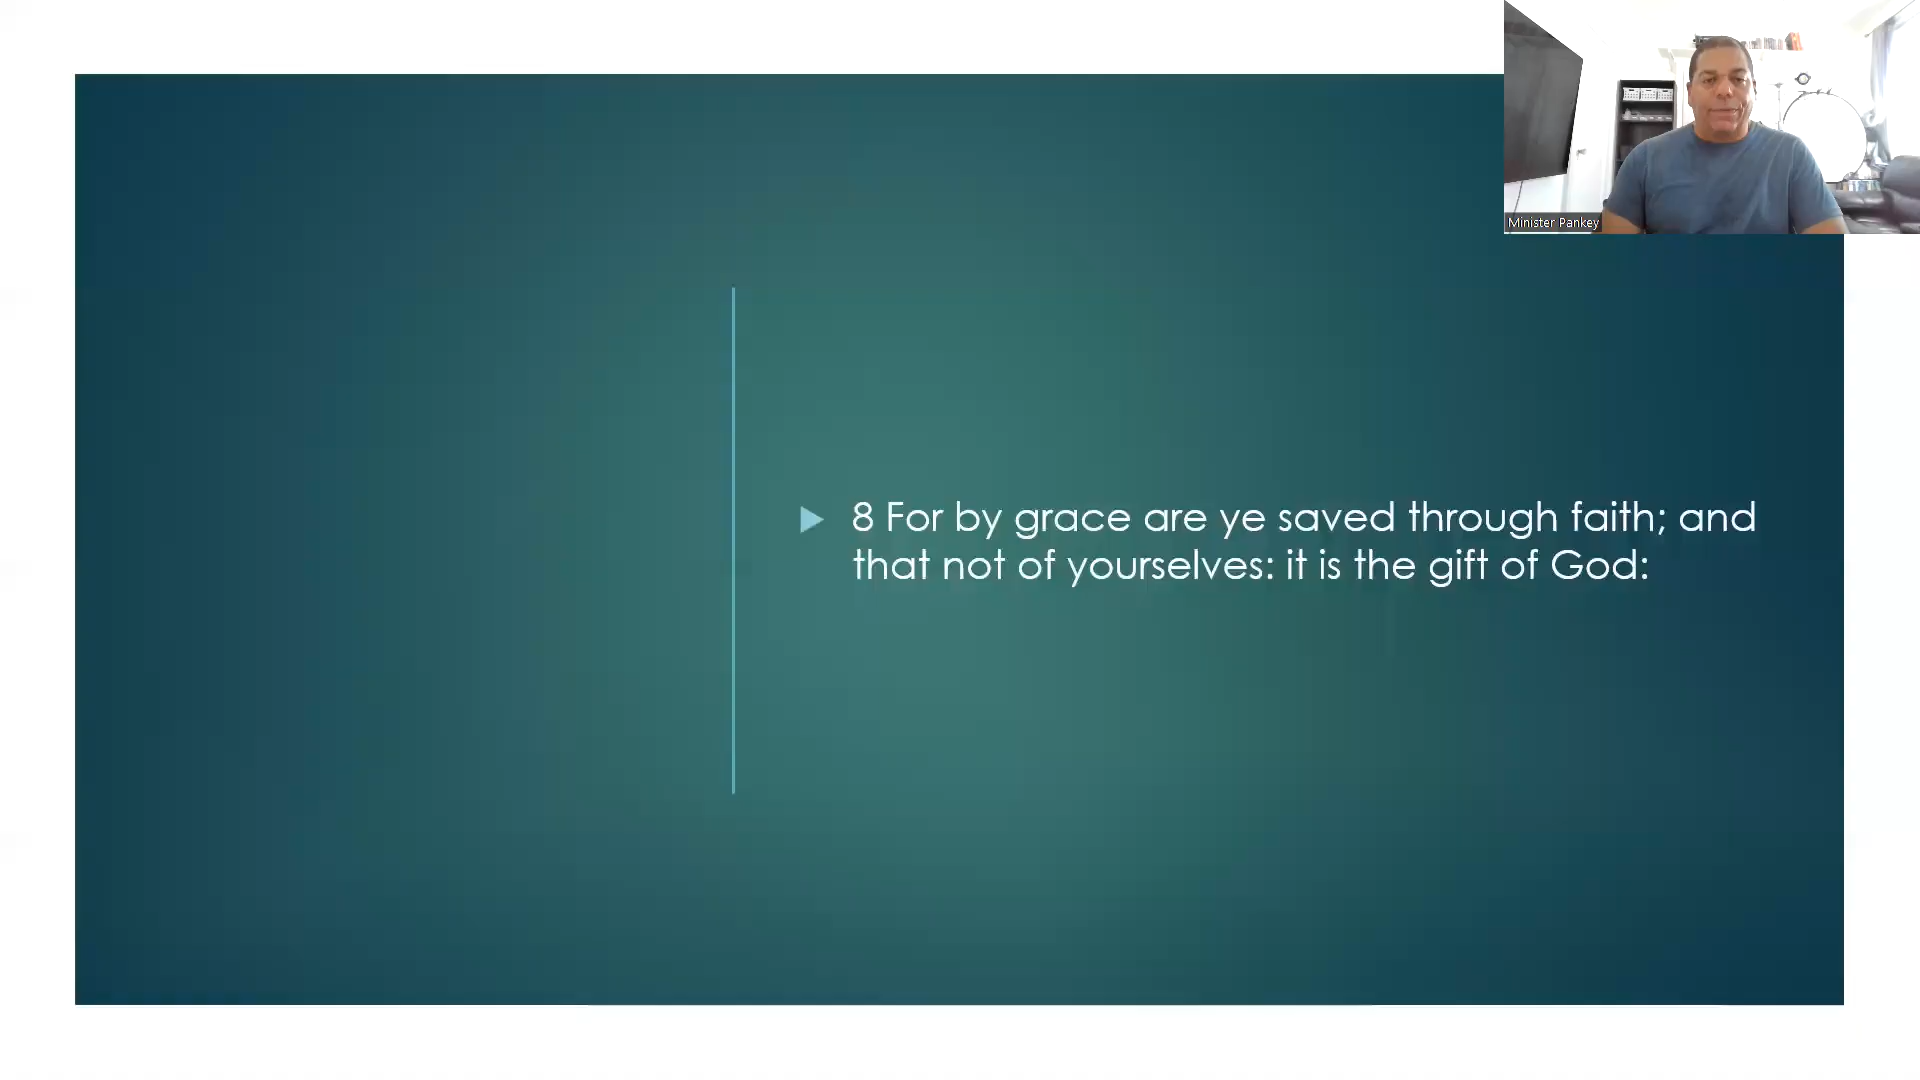 Minister Pankey
8 For by grace are ye saved through faith; and
that not of yourselves: it is the gift of God: